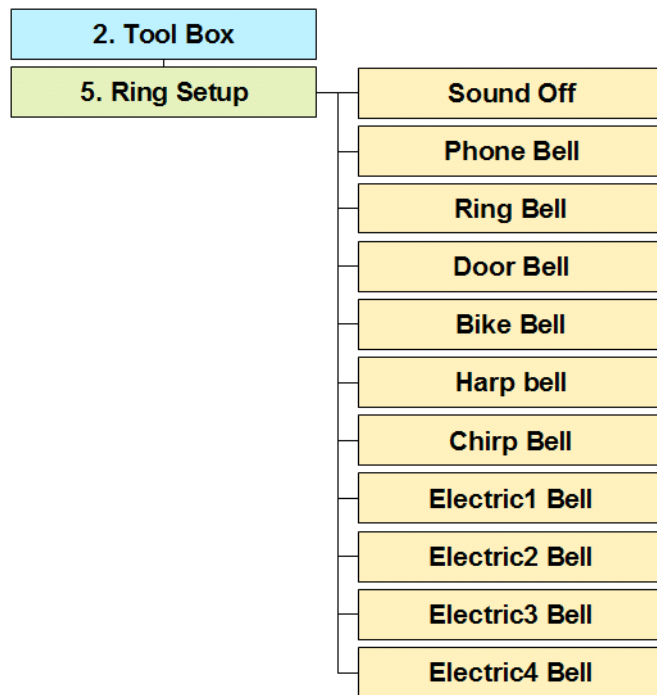 2. Tool Box
5. Ring Setup
Sound Off
Phone Bell
Ring Bell
Door Bell
Bike Bell
Harp bell
Chirp Bell
Electric1 Bell
Electric2 Bell
Electric3 Bell
Electric4 Bell